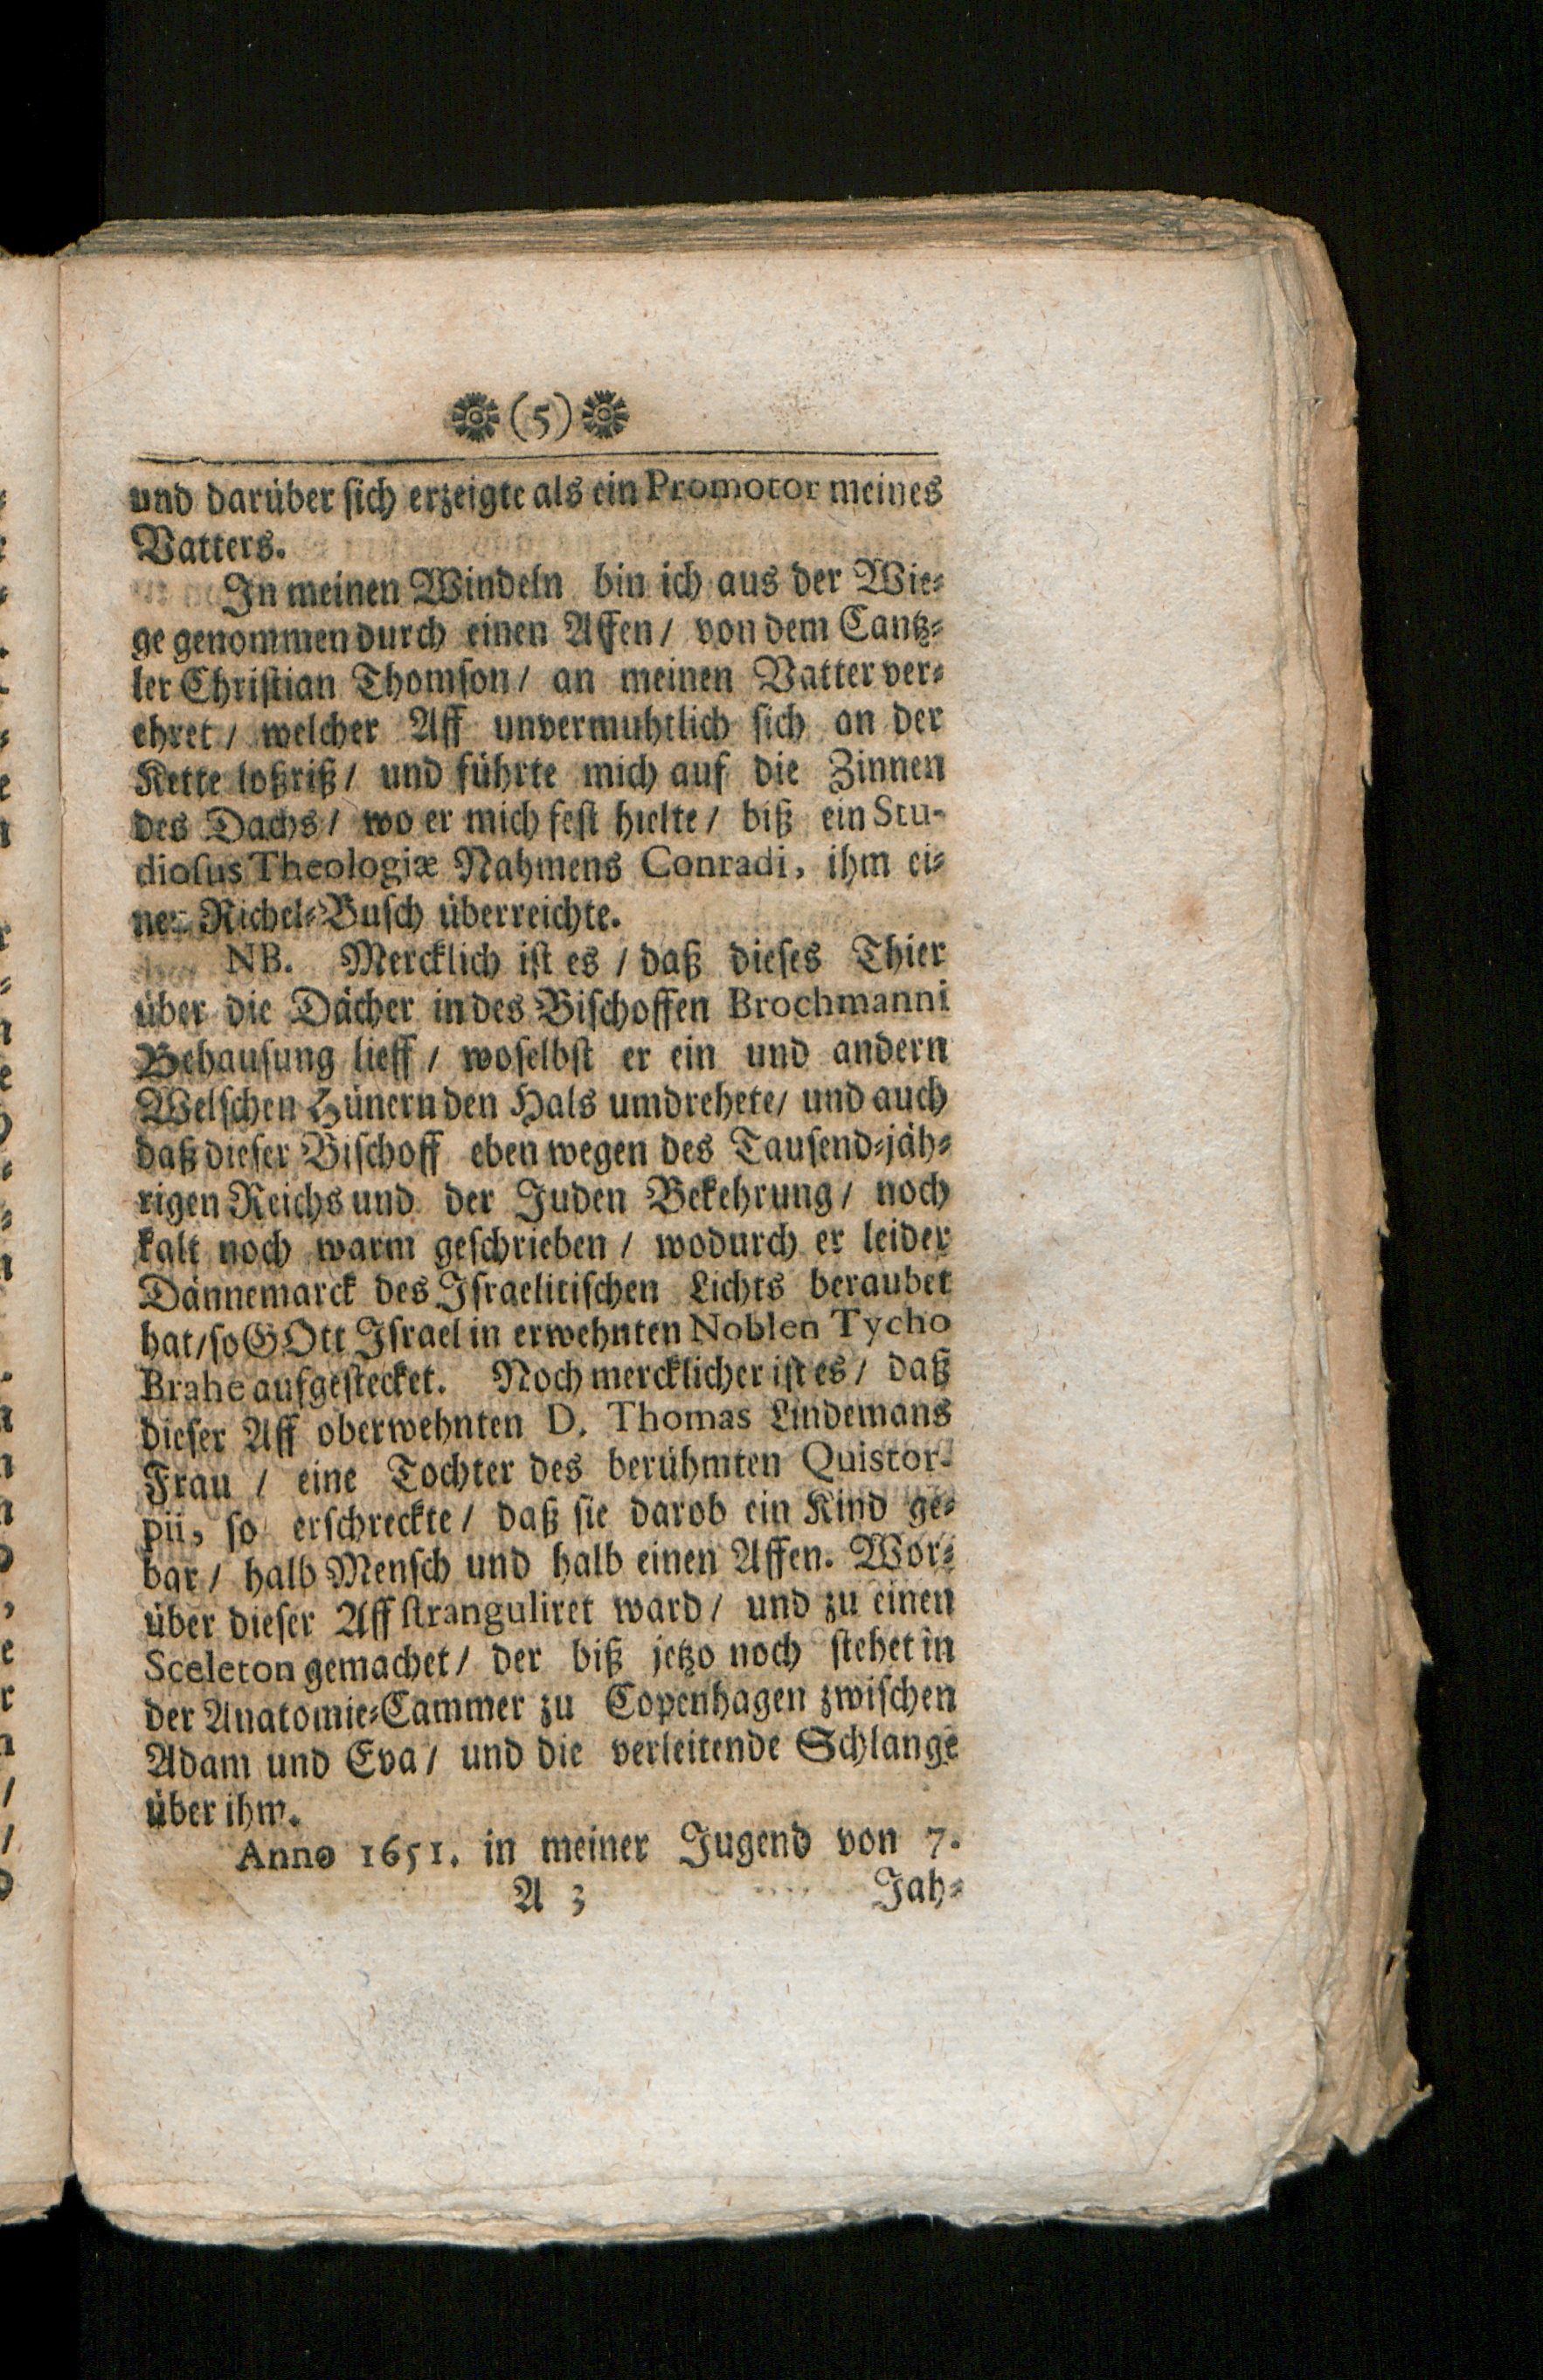 (5)
und darüber sich erzeigte als ein Promotor meines
Vatters.
In meinen Windeln bin ich aus der Wie-
ge genommen durch einen Affen / von dem Cantz-
ler Christian Thomson / an meinen Vatter ver-
ehret / welcher Aff unvermuhtlich sich an der
Kette loßriß / und führte mich auf die Zinnen
des Dachs / wo er mich fest hielte / biß ein Stu-
diosus Theologiæ Nahmens Conradi, ihm ei-
nen Richel-Busch überreichte.
NB. Mercklich ist es / daß dieses Thier
über die Dächer in des Bischoffen Brochmanni
Behausung lieff / woselbst er ein und andern
Welschen Hünern den Hals umdrehete / und auch
daß dieser Bischoff eben wegen des Tausend-jäh-
rigen Reichs und der Juden Bekehrung / noch
kalt noch warm geschrieben / wodurch er leider
Dännemarck des Israelitischen Lichts beraubet
hat / so GOtt Israel in erwehnten Noblen Tycho
Brahe aufgestecket. Noch mercklicher ist es / daß
dieser Aff oberwehnten D. Thomas Lindemans
Frau / eine Tochter des berühmten Quistor-
pii, so erschreckte / daß sie darob ein Kind ge-
bar / halb Mensch und halb einen Affen. Wor-
über dieser Aff stranguliret ward / und zu einen
Sceleton gemachet / der biß jetzo noch stehet in
der Anatomie-Cammer zu Copenhagen zwischen
Adam und Eva / und die verleitende Schlange
über ihm.
Anno 1651. in meiner Jugend von 7.
A 3 Jah-